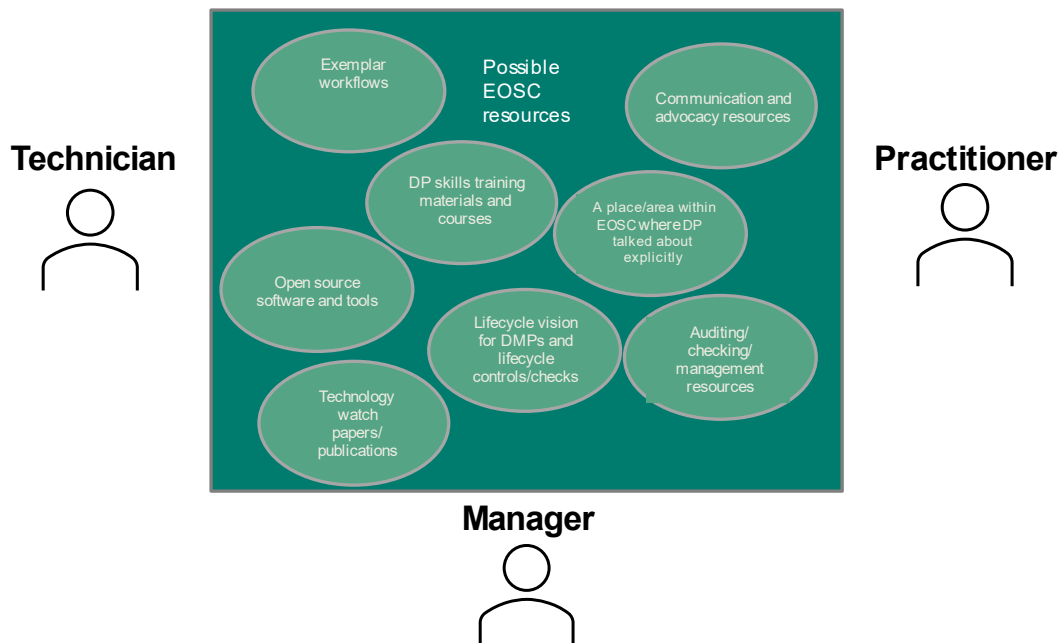 Exemplar
workflows
Possible
EOSC
resources
Communication and
advocacy resources
Technician
Practitioner
DP skills training
materials and
courses
A place/area within
EOSC where DP
talked about
explicitly
Open source
software and tools
Lifecycle vision
for DMPs and
lifecycle
controls/checks
Auditing/
checking/
management
resources
Technology
watch
papers/
publications
Manager